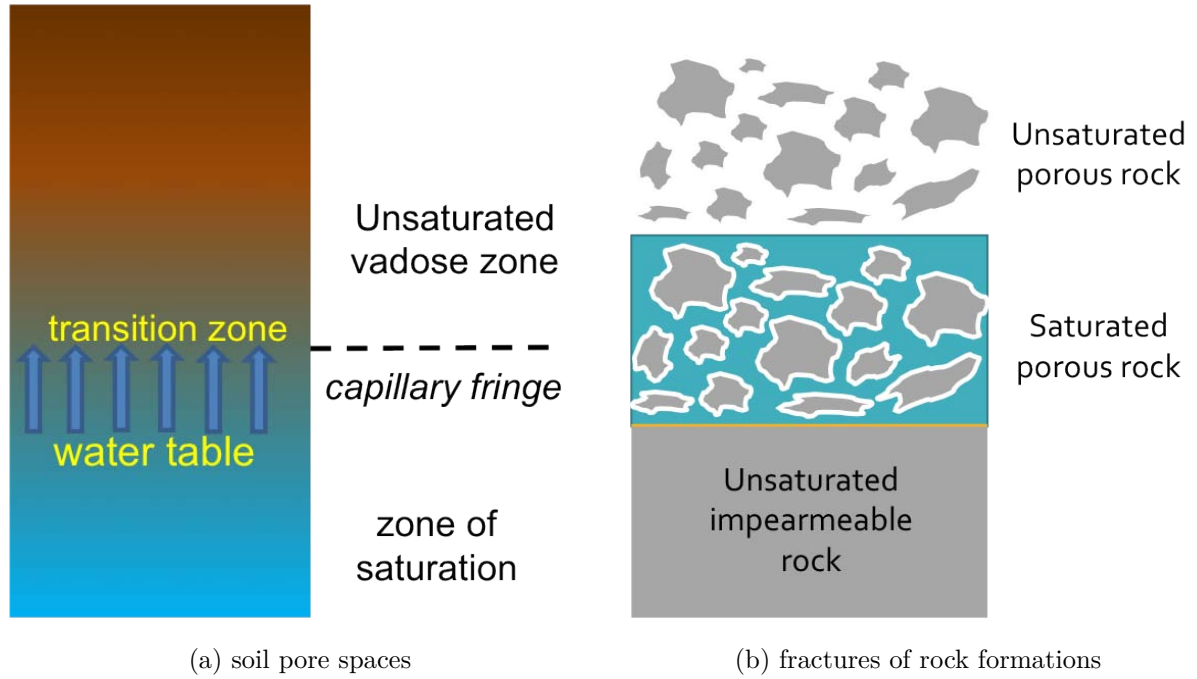 Unsaturated
vadose zone
transition zone
capillary fringe
water table
zone of
saturation
(a) soil pore spaces
Unsaturated
porous rock
Saturated
porous rock
Unsaturated
impearmeable
rock
(b) fractures of rock formations